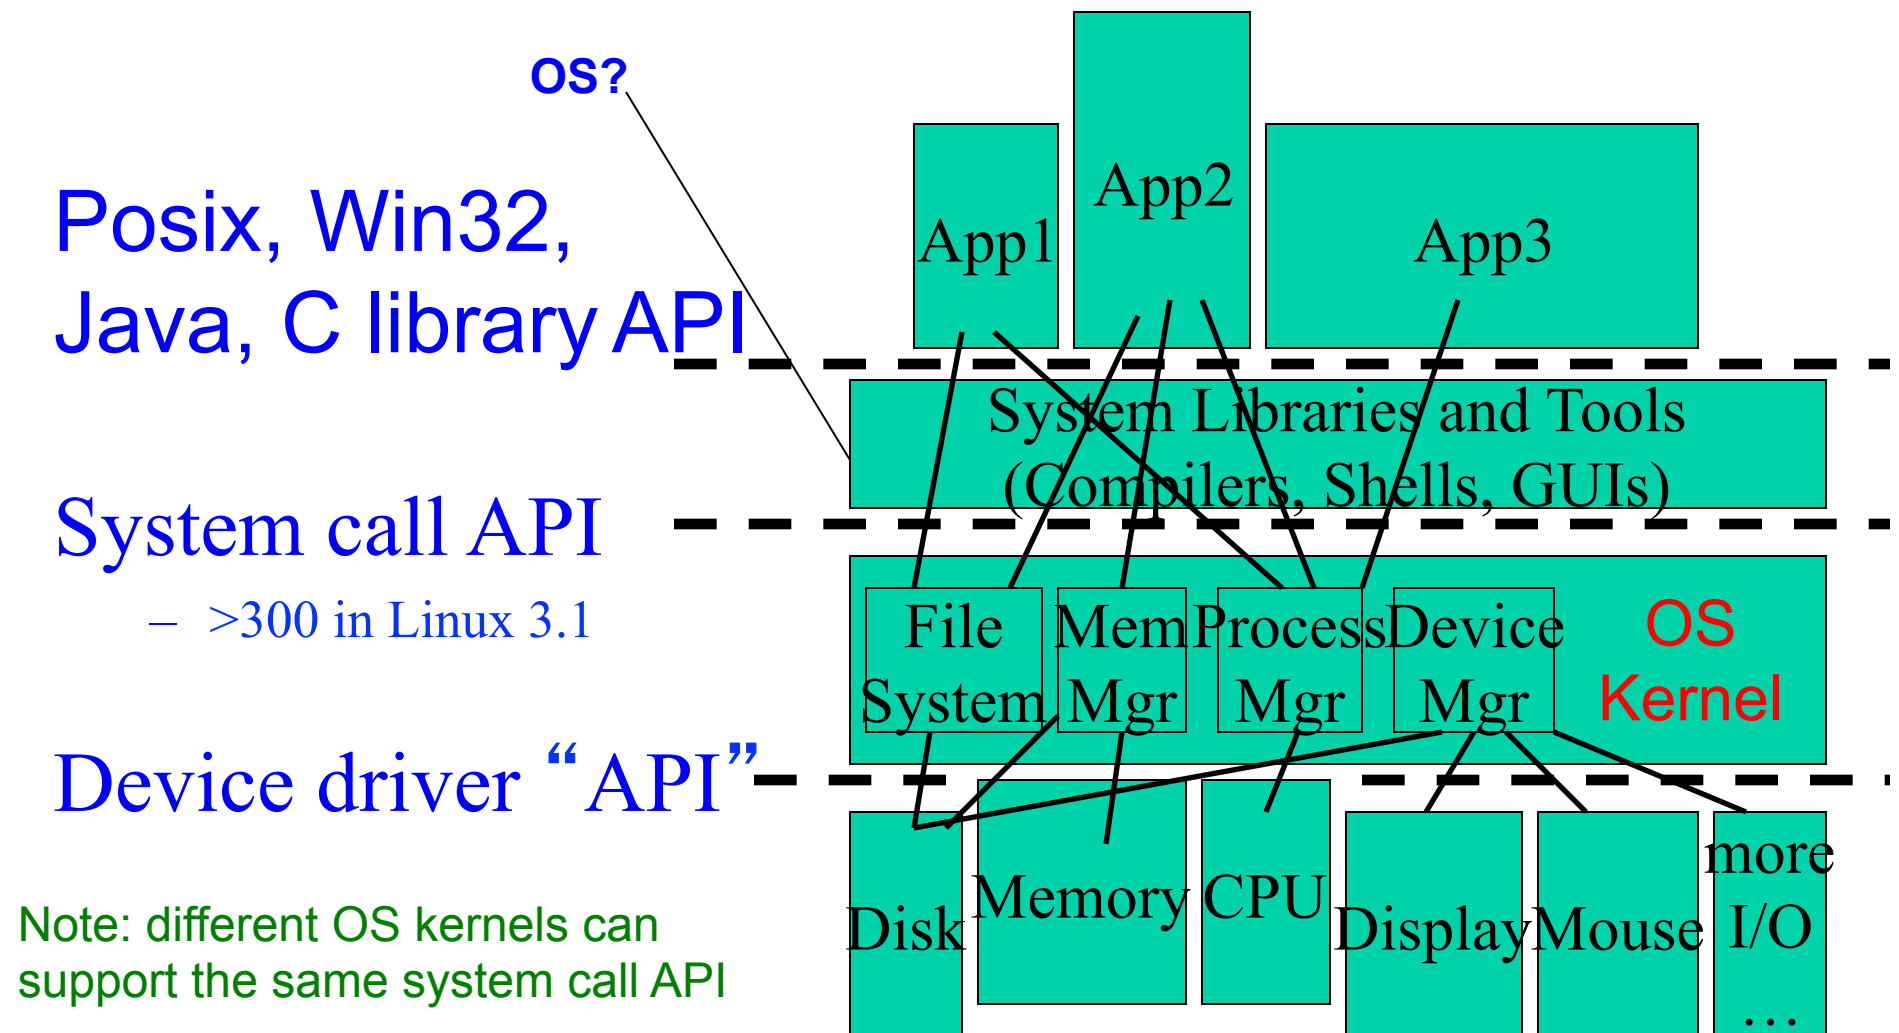 OS?
Posix, Win32,
Java, C library API
System call API
– >300 in Linux 3.1
Device driver “API”
Note: different OS kernels can
support the same system call API
App1
App2
App3
System Libraries and Tools
(Compilers, Shells, GUIs)
File
System
Mem
Mgr
Process
Mgr
Device
Mgr
OS
Kernel
Disk
Memory
CPU
Display
Mouse
more
I/O
…